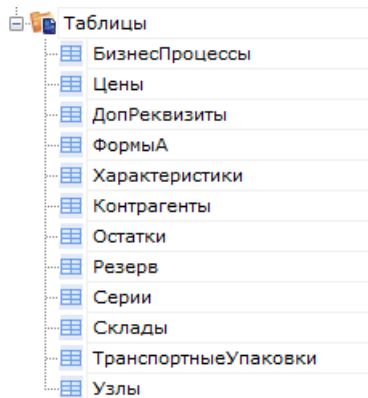 Таблицы
БизнесПроцессы
Цены
ДопРеквизиты
ФормыА
Характеристики
Контрагенты
Остатки
Резерв
Серии
Склады
ТранспортныеУпаковки
Узлы